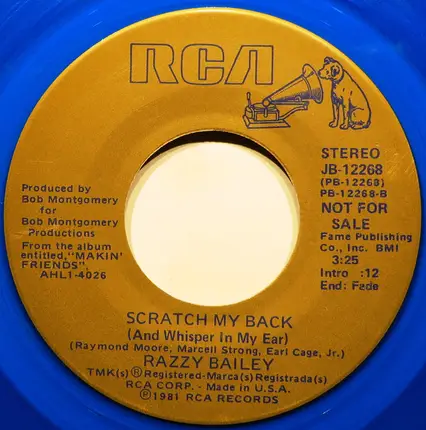 RCA
STEREO
JB-12268
(PB-12268)
PB-12268-B
NOT FOR
SALE
Fame Publishing
Co., Inc. BMI
3:25
Intro :12
End: Fade
Produced by
Bob Montgomery
for
Bob Montgomery
Productions
From the album
entitled,"MAKIN'
FRIENDS",
AHL1-4026
SCRATCH MY BACK
(And Whisper In My Ear)
(Raymond Moore, Marcell Strong, Earl Cage, Jr.)
RAZZY BAILEY
TMK(s) ® Registered-Marca(s) Registrada(s)
RCA CORP. - Made in U.S.A.
℗ 1981 RCA RECORDS